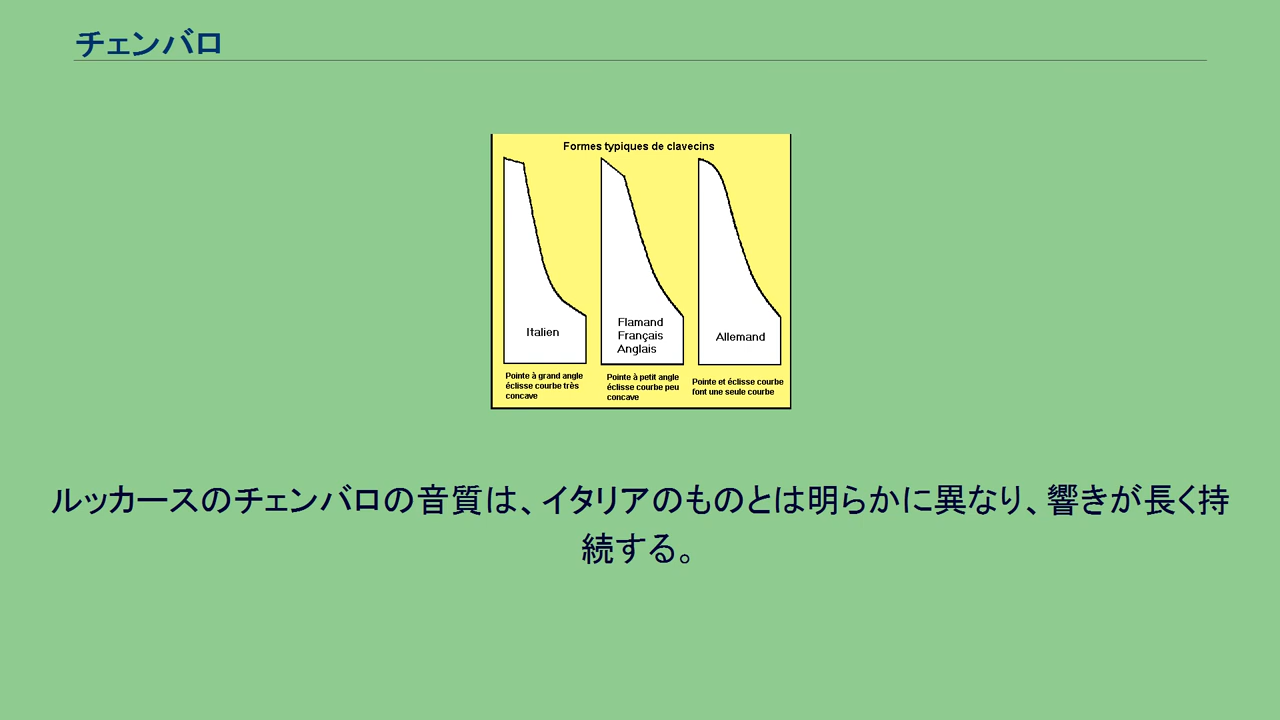 チェンバロ
Formes typiques de clavecins
Italien
Flamand
Français
Anglais
Allemand
Pointe à grand angle
éclisse courbe très
concave
Pointe à petit angle
éclisse courbe peu
concave
Pointe et éclisse courbe
font une seule courbe
ルッカースのチェンバロの音質は、イタリアのものとは明らかに異なり、響きが長く持
続する。